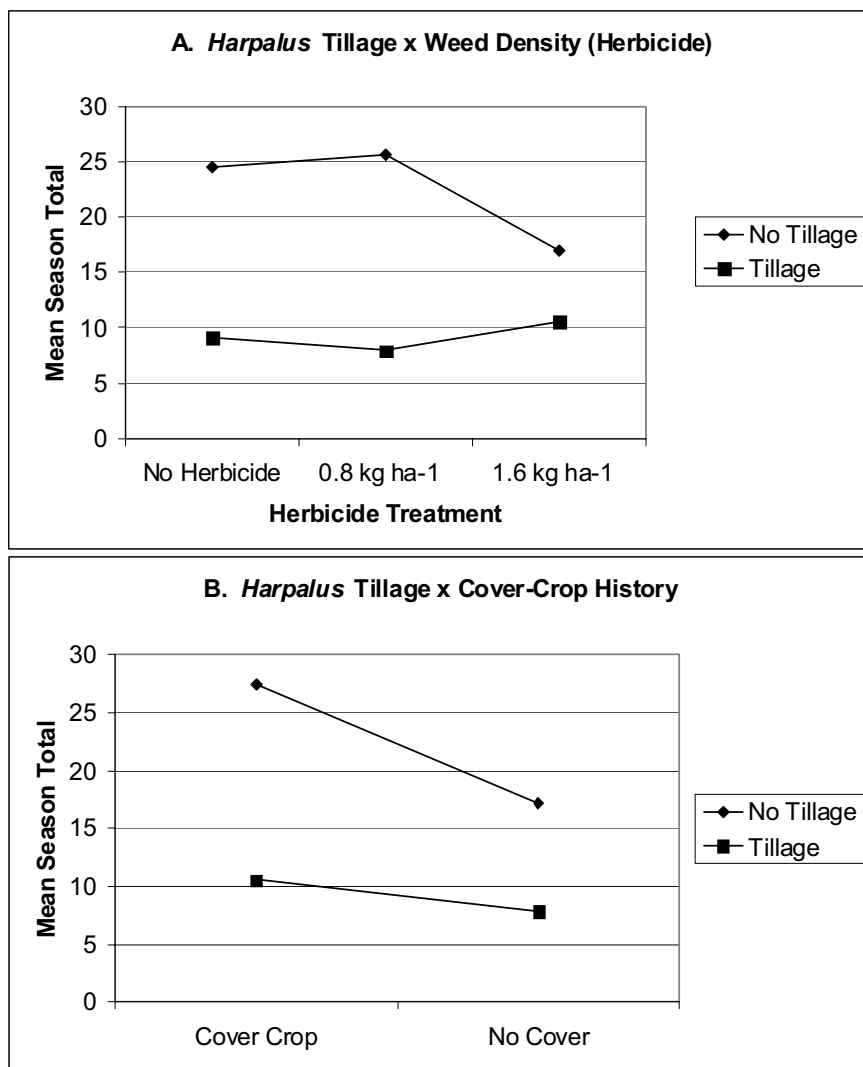 A. Harpalus Tillage x Weed Density (Herbicide)
30
25
20
15
10
5
0
Mean Season Total
No Herbicide
0.8 kg ha-1
1.6 kg ha-1
Herbicide Treatment
No Tillage
Tillage
B. Harpalus Tillage x Cover-Crop History
30
25
20
15
10
5
0
Mean Season Total
Cover Crop
No Cover
No Tillage
Tillage